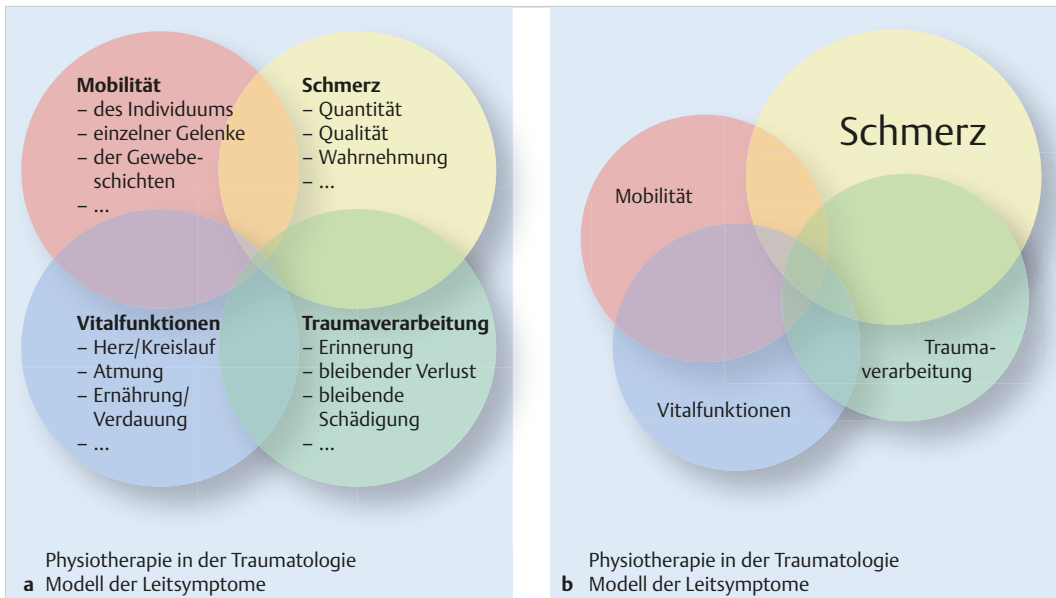 Mobilität
– des Individuums
– einzelner Gelenke
– der Gewebe-
schichten
– ...
Schmerz
– Quantität
– Qualität
– Wahrnehmung
– ...
Vitalfunktionen
– Herz/Kreislauf
– Atmung
– Ernährung/
Verdauung
– ...
Traumaverarbeitung
– Erinnerung
– bleibender Verlust
– bleibende
Schädigung
– ...
Physiotherapie in der Traumatologie
a Modell der Leitsymptome
Schmerz
Mobilität
Trauma-
verarbeitung
Vitalfunktionen
Physiotherapie in der Traumatologie
b Modell der Leitsymptome